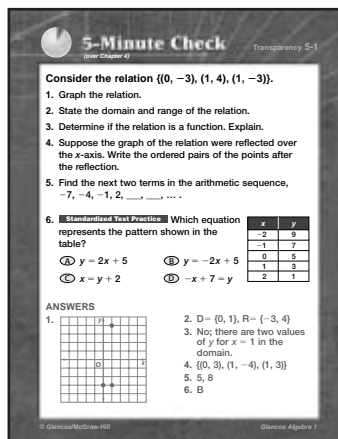 5-Minute Check Transparency 5-1
(over Chapter 4)
Consider the relation {(0, −3), (1, 4), (1, −3)}.
1. Graph the relation.
2. State the domain and range of the relation.
3. Determine if the relation is a function. Explain.
4. Suppose the graph of the relation were reflected over
the x-axis. Write the ordered pairs of the points after
the reflection.
5. Find the next two terms in the arithmetic sequence,
−7, −4, −1, 2, ___, ___, ... .
6. Standardized Test Practice Which equation
represents the pattern shown in the
table?
A y = 2x + 5 B y = −2x + 5
C x = y + 2 D −x + 7 = y
x y
−2 9
−1 7
0 5
1 3
2 1
ANSWERS
1.
y
O x
2. D= {0, 1}, R= {−3, 4}
3. No; there are two values
of y for x = 1 in the
domain.
4. {(0, 3), (1, −4), (1, 3)}
5. 5, 8
6. B
© Glencoe/McGraw-Hill Glencoe Algebra 1